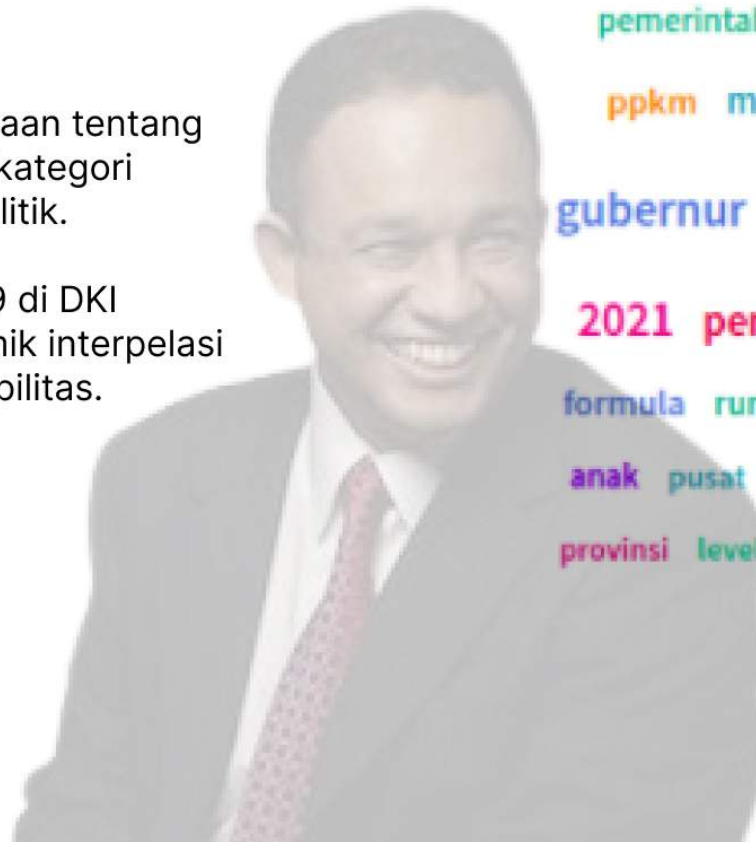 aan tentang
kategori
litik.
9 di DKI
nik interpelasi
bilitas.
pemerintal
ppkm m
gubernur
2021 per
formula rur
anak pusat
provinsi level